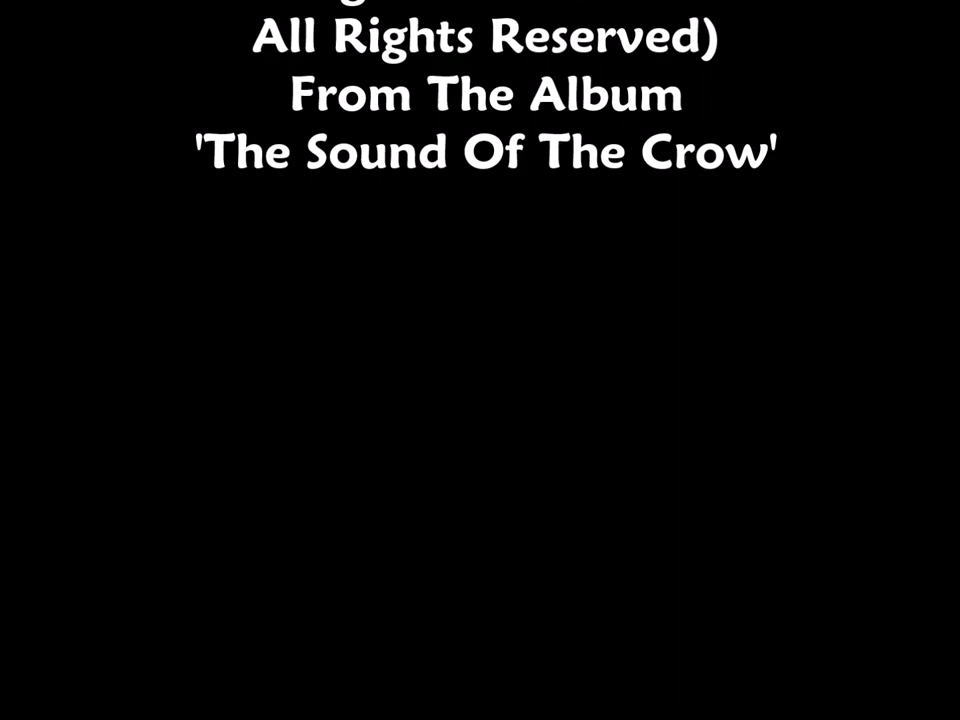 All Rights Reserved)
From The Album
'The Sound Of The Crow'